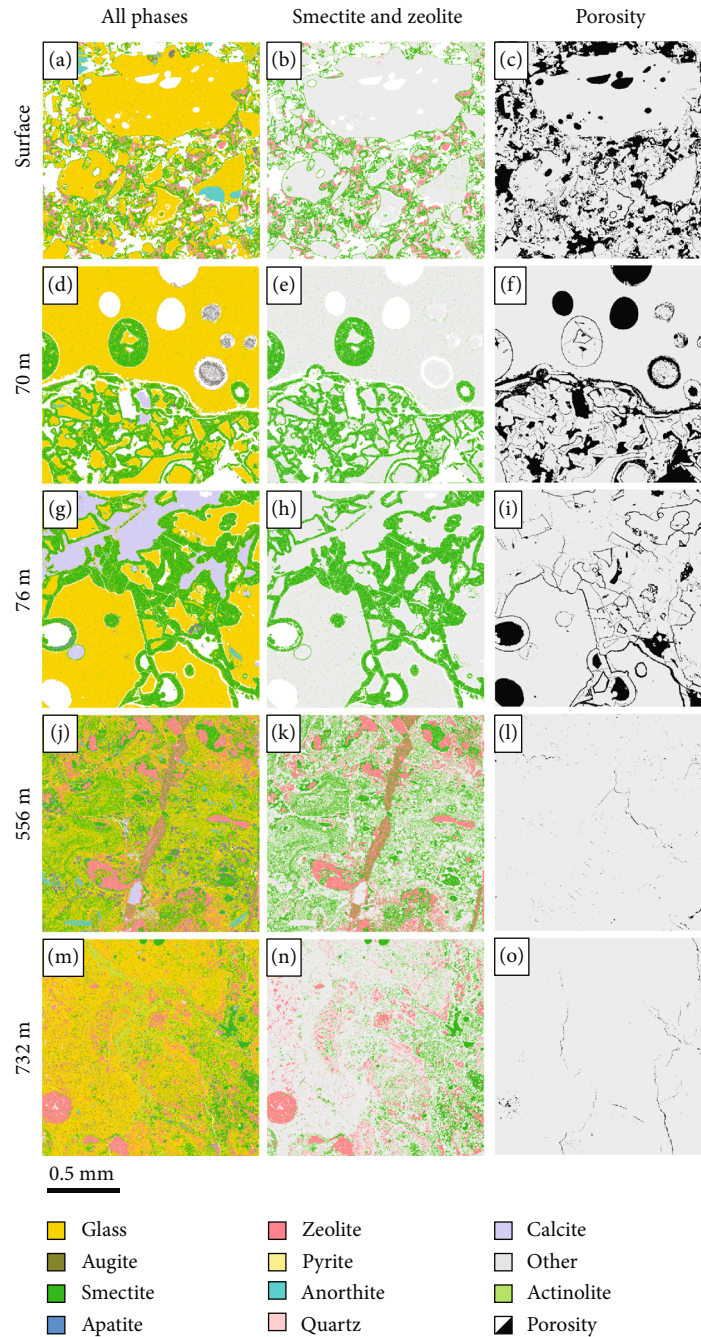 All phases Smectite and zeolite Porosity
Surface
(a) (b) (c)
70 m
(d) (e) (f)
76 m
(g) (h) (i)
556 m
(j) (k) (l)
732 m
(m) (n) (o)
0.5 mm
Glass Zeolite Calcite
Augite Pyrite Other
Smectite Anorthite Actinolite
Apatite Quartz Porosity